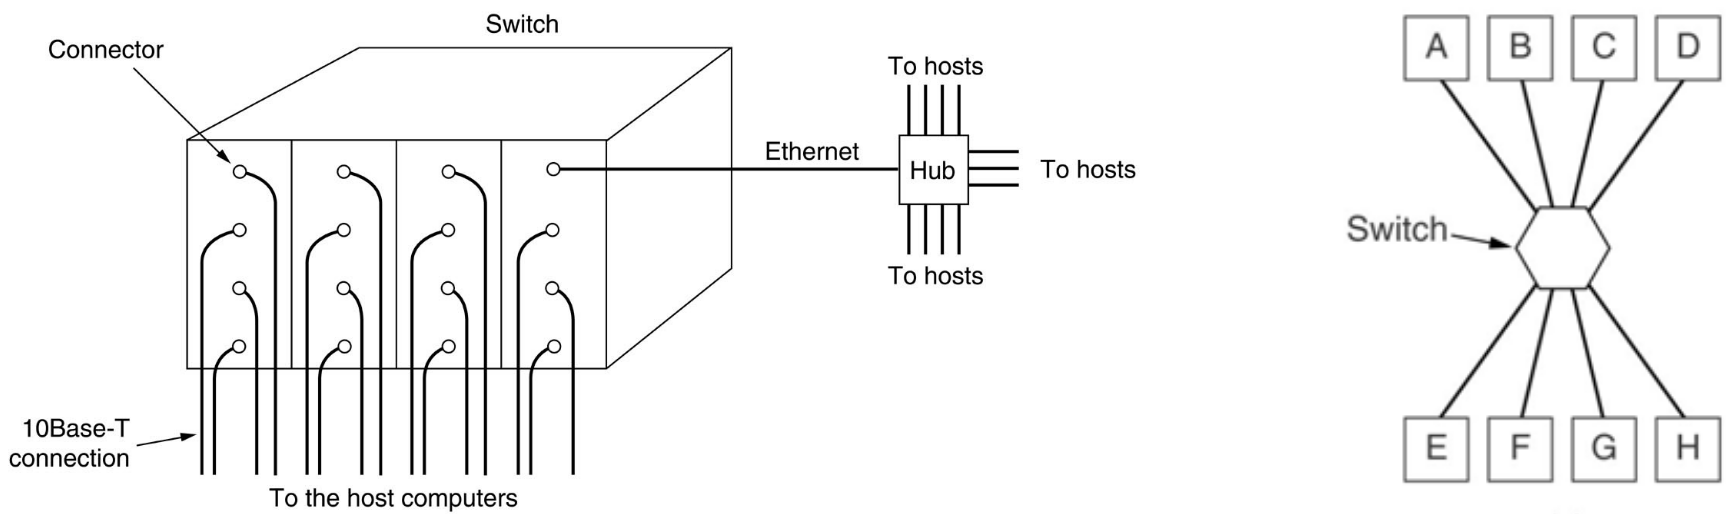 Switch
Connector
To hosts
Ethernet
Hub
To hosts
To hosts
10Base-T
connection
To the host computers
A B C D
Switch
E F G H